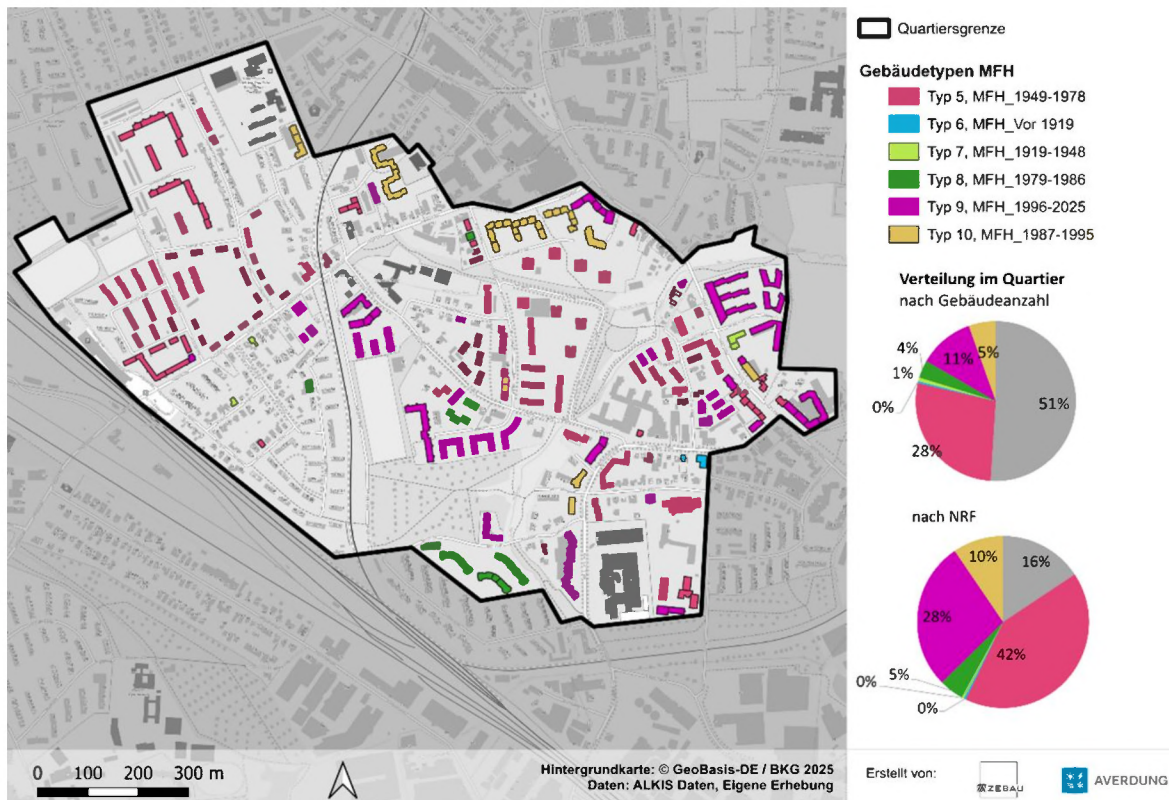 Quartiersgrenze
Gebäudetypen MFH
Typ 5, MFH_1949-1978
Typ 6, MFH_Vor 1919
Typ 7, MFH_1919-1948
Typ 8, MFH_1979-1986
Typ 9, MFH_1996-2025
Typ 10, MFH_1987-1995
Verteilung im Quartier
nach Gebäudeanzahl
4%
11%
5%
1%
0%
51%
28%
nach NRF
10%
16%
28%
42%
0%
5%
0%
0 100 200 300 m
Hintergrundkarte: © GeoBasis-DE / BKG 2025
Daten: ALKIS Daten, Eigene Erhebung
Erstellt von:
ZEBAU
AVERDUNG